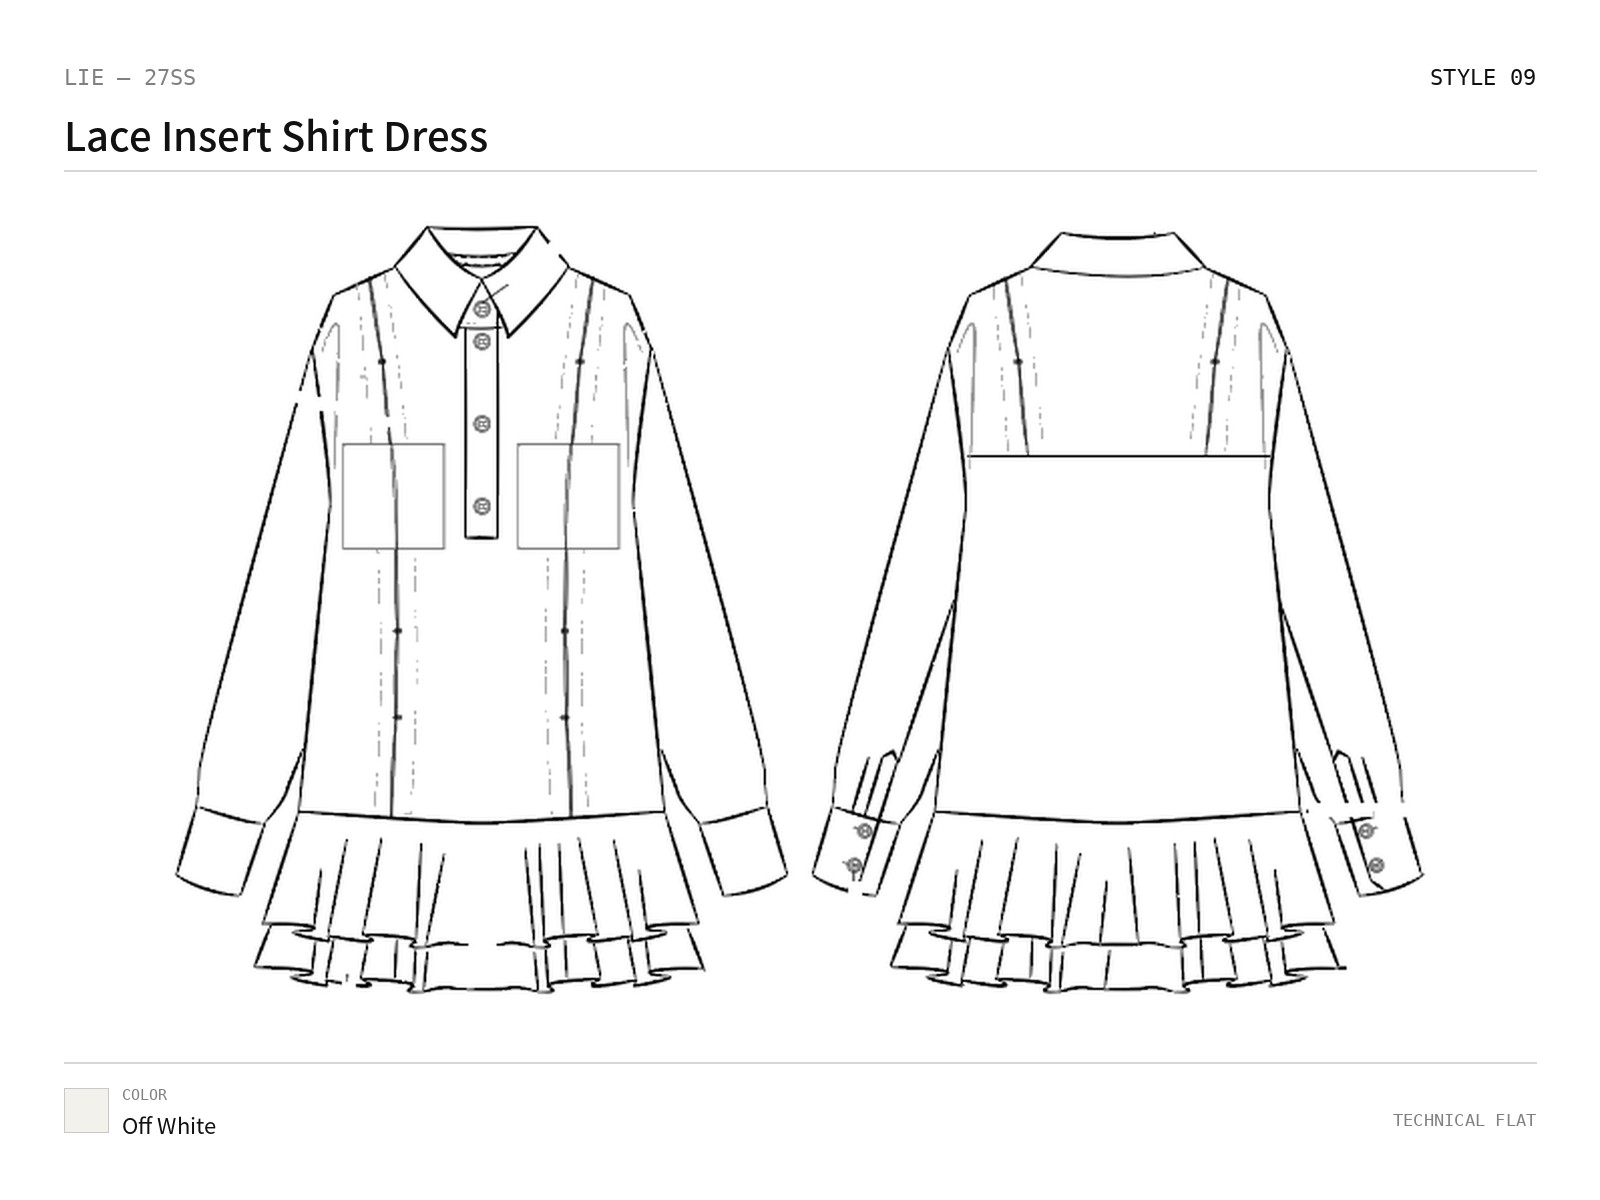 LIE — 27SS
STYLE 09
Lace Insert Shirt Dress
COLOR
Off White
TECHNICAL FLAT